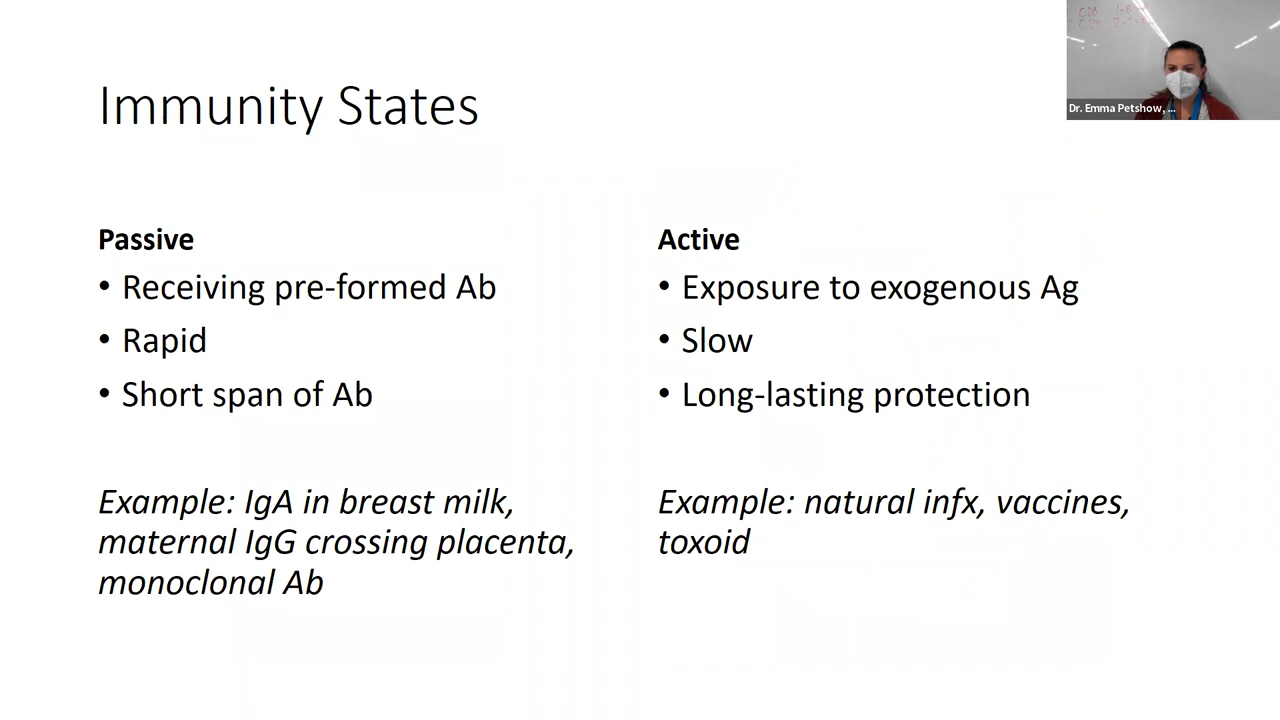 Immunity States
Dr. Emma Petshow, ...
Passive
• Receiving pre-formed Ab
• Rapid
• Short span of Ab
Example: IgA in breast milk,
maternal IgG crossing placenta,
monoclonal Ab
Active
• Exposure to exogenous Ag
• Slow
• Long-lasting protection
Example: natural infx, vaccines,
toxoid